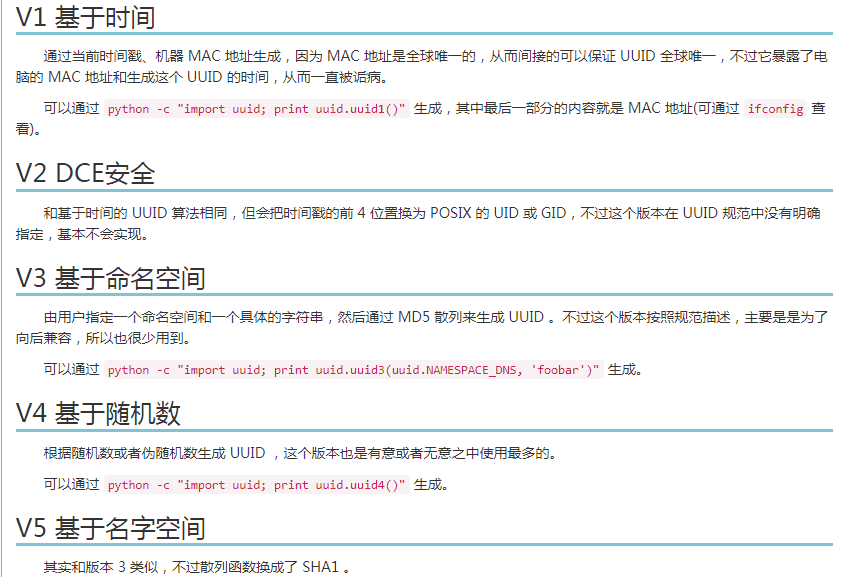 V1 基于时间
通过当前时间戳、机器 MAC 地址生成，因为 MAC 地址是全球唯一的，从而间接的可以保证 UUID 全球唯一，不过它暴露了电
脑的 MAC 地址和生成这个 UUID 的时间，从而一直被诟病。
可以通过 python -c "import uuid; print uuid.uuid1()" 生成，其中最后一部分的内容就是 MAC 地址(可通过 ifconfig 查
看)。
V2 DCE安全
和基于时间的 UUID 算法相同，但会把时间戳的前 4 位置换为 POSIX 的 UID 或 GID，不过这个版本在 UUID 规范中没有明确
指定，基本不会实现。
V3 基于命名空间
由用户指定一个命名空间和一个具体的字符串，然后通过 MD5 散列来生成 UUID 。不过这个版本按照规范描述，主要是是为了
向后兼容，所以也很少用到。
可以通过 python -c "import uuid; print uuid.uuid3(uuid.NAMESPACE_DNS, 'foobar')" 生成。
V4 基于随机数
根据随机数或者伪随机数生成 UUID ，这个版本也是有意或者无意之中使用最多的。
可以通过 python -c "import uuid; print uuid.uuid4()" 生成。
V5 基于名字空间
其实和版本 3 类似，不过散列函数换成了 SHA1 。